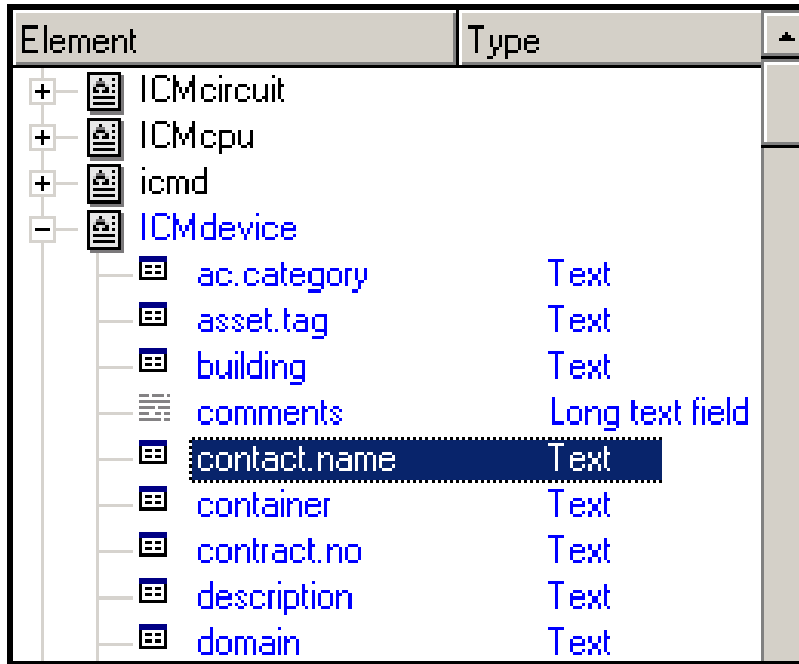 Element Type
ICMcircuit
ICMcpu
icmd
ICMdevice
ac.category Text
asset.tag Text
building Text
comments Long text field
contact.name Text
container Text
contract.no Text
description Text
domain Text